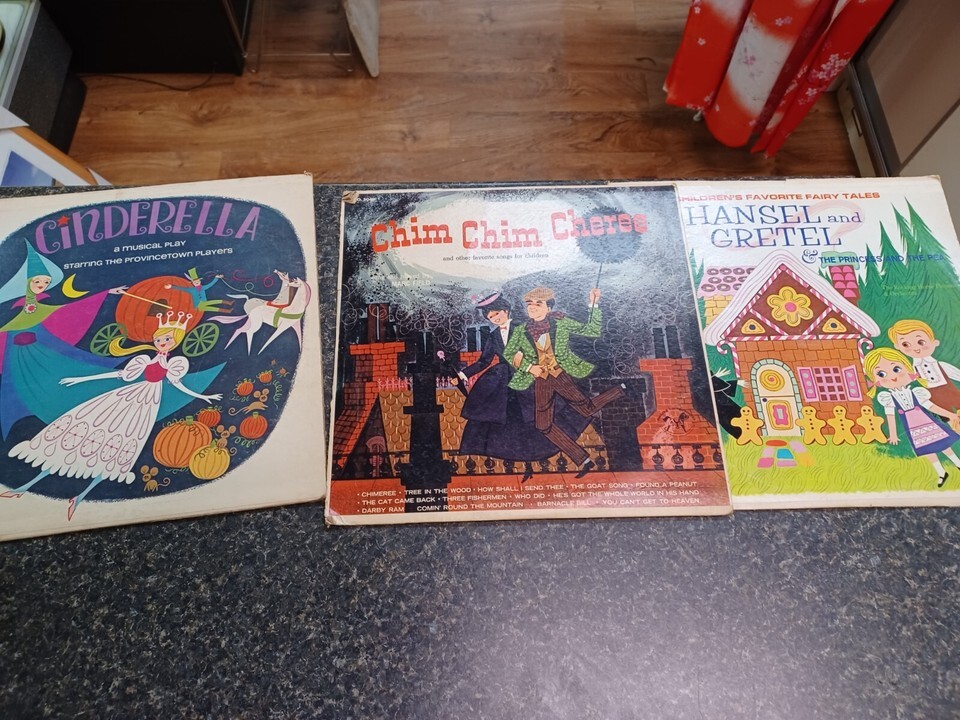 CINDERELLA
A MUSICAL PLAY
STARRING THE PROVINCETOWN PLAYERS
Chim Chim Cheree
and other favorite songs for Children
• CHIMEREE • TREE IN THE WOOD • HOW SHALL I SEND THEE • THE GOAT SONG • FOUND A PEANUT
• THE CAT CAME BACK • THREE FISHERMEN • WHO DID • HE'S GOT THE WHOLE WORLD IN HIS HAND
• DARBY RAM COMIN' ROUND THE MOUNTAIN • BARNACLE BILL • YOU CAN'T GET TO HEAVEN
CHILDREN'S FAVORITE FAIRY TALES
HANSEL and
GRETEL
& THE PRINCESS AND THE PEA